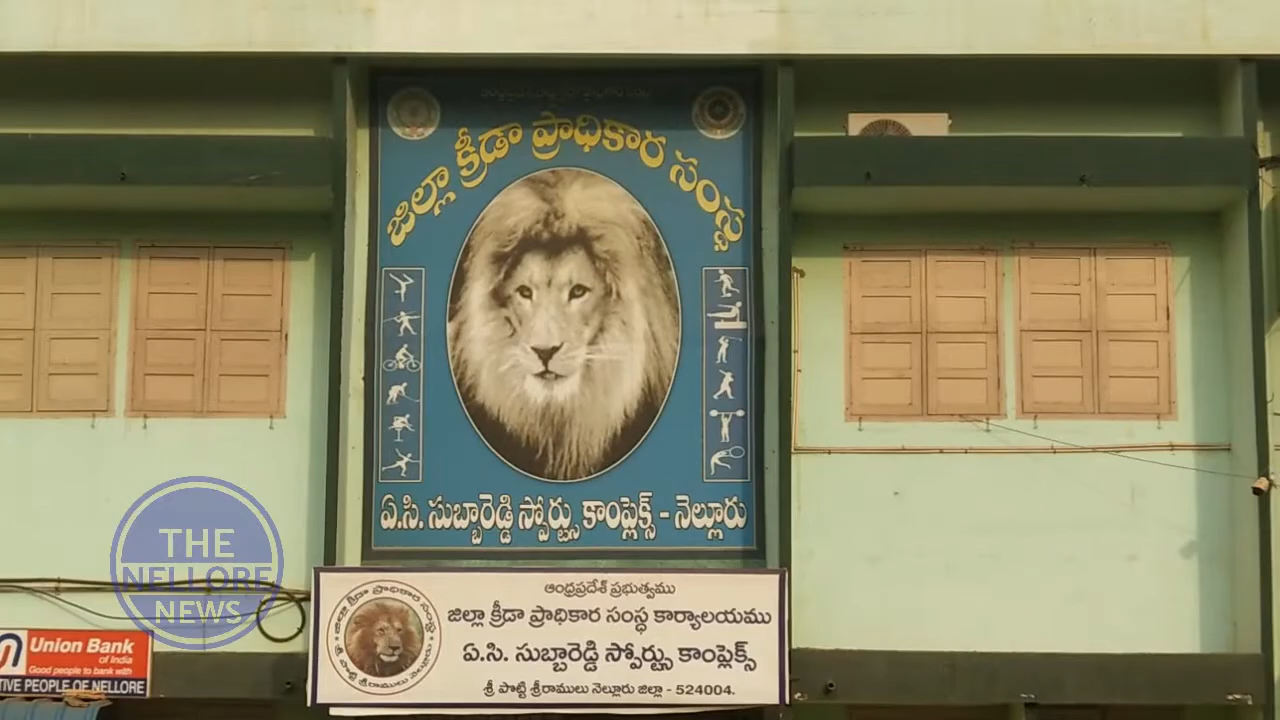 జిల్లా క్రీడా ప్రాధికార సంస్థ
ఏ.సి. సుబ్బారెడ్డి స్పోర్ట్సు కాంప్లెక్స్ - నెల్లూరు
ఆంధ్రప్రదేశ్ ప్రభుత్వము
జిల్లా క్రీడా ప్రాధికార సంస్థ కార్యాలయము
ఏ.సి. సుబ్బారెడ్డి స్పోర్ట్సు కాంప్లెక్స్
శ్రీ పొట్టి శ్రీరాములు నెల్లూరు జిల్లా - 524004.
జిల్లా క్రీడా ప్రాధికార సంస్థ
శ్రీ పొట్టి శ్రీరాములు నెల్లూరు
THE
NELLORE
NEWS
Union Bank
of India
Good people to bank with
TIVE PEOPLE OF NELLORE